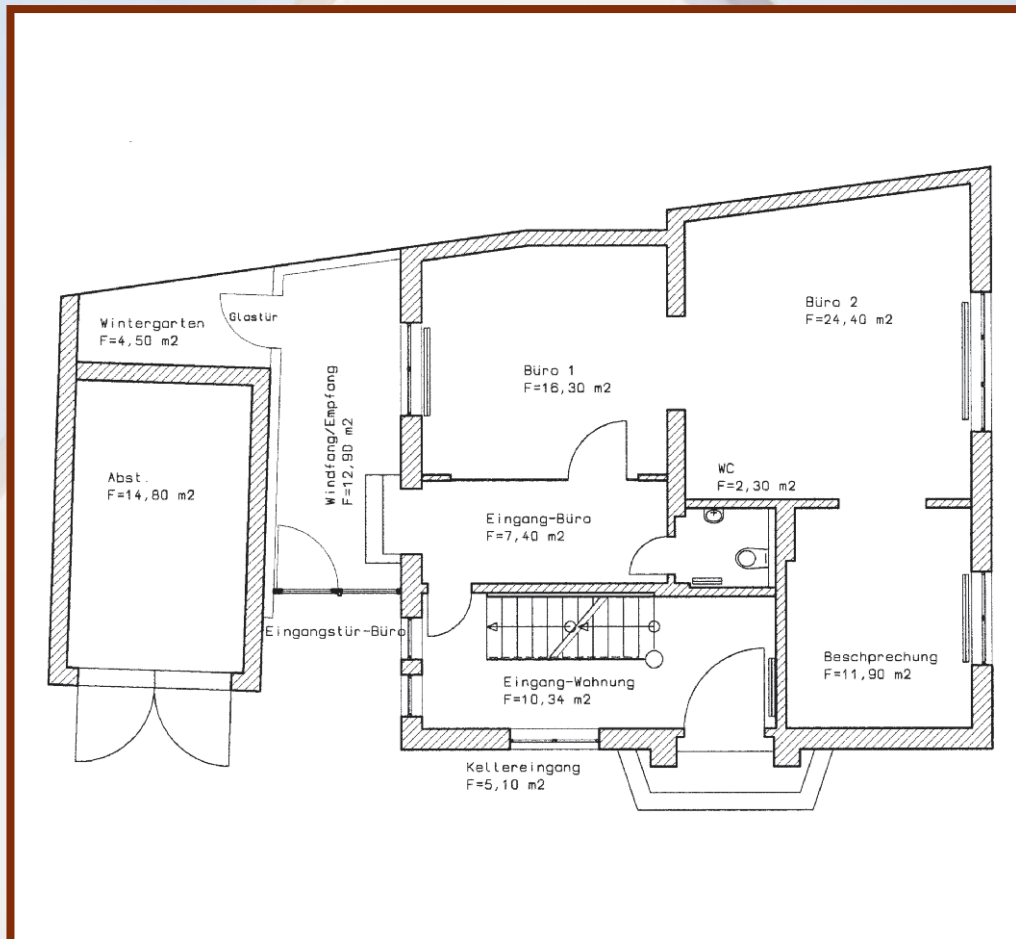 Wintergarten
F=4,50 m2
Glastür
Büro 2
F=24,40 m2
Büro 1
F=16,30 m2
Windfang/Empfang
F=12,90 m2
Abst.
F=14,80 m2
WC
F=2,30 m2
Eingang-Büro
F=7,40 m2
Eingangstür-Büro
Beschprechung
F=11,90 m2
Eingang-Wohnung
F=10,34 m2
Kellereingang
F=5,10 m2